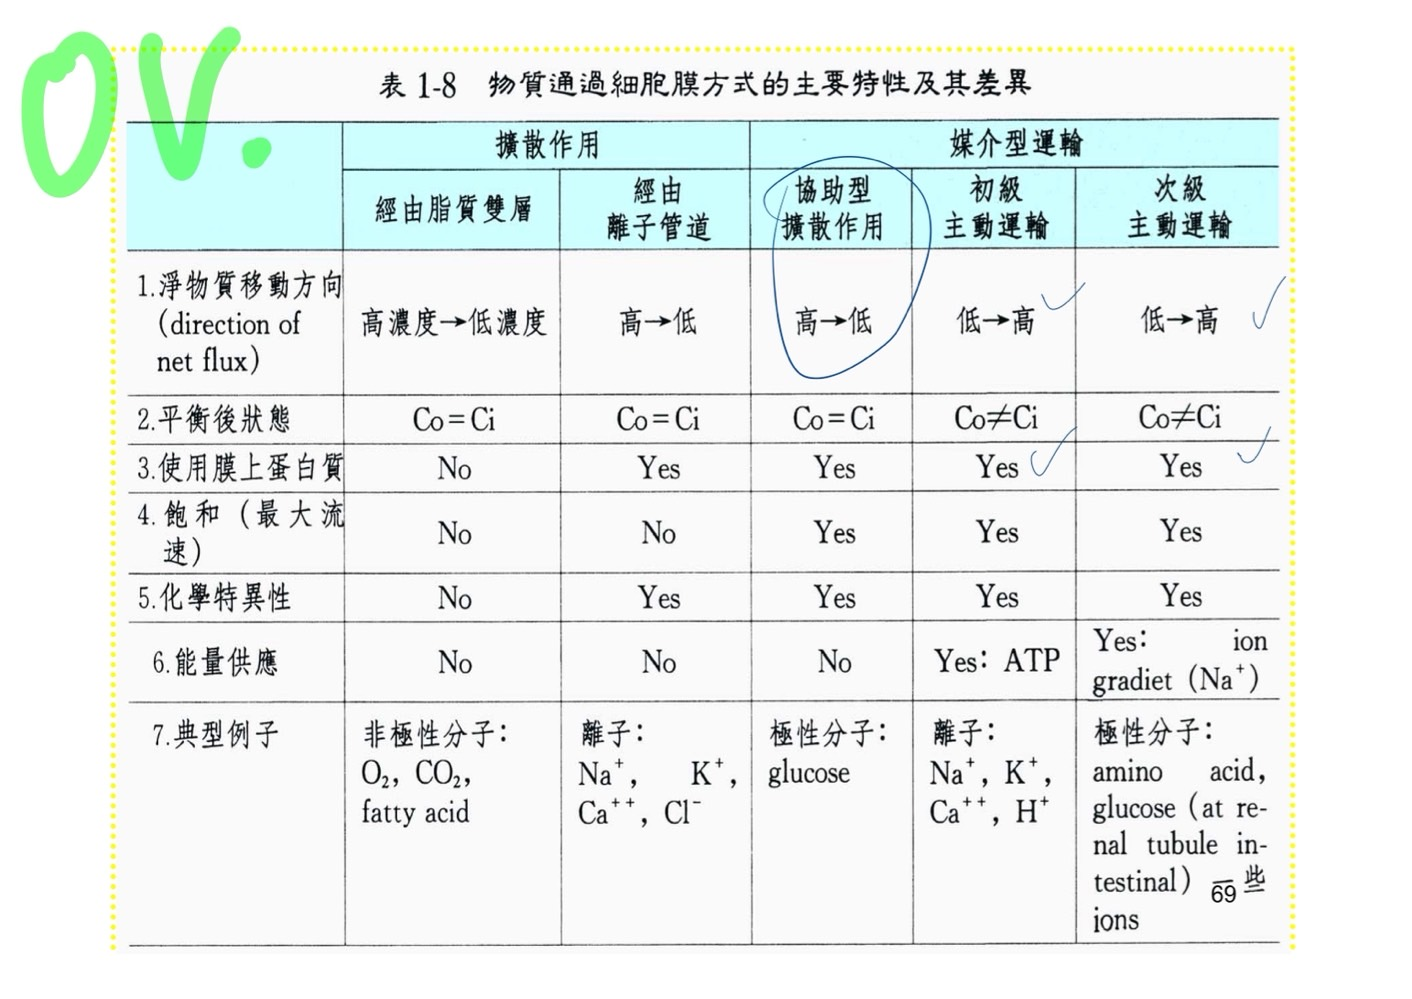 OV.
表 1-8 物質通過細胞膜方式的主要特性及其差異
擴散作用 媒介型運輸
經由脂質雙層 經由離子管道 協助型擴散作用 初級主動運輸 次級主動運輸
1.淨物質移動方向(direction of net flux) 高濃度→低濃度 高→低 高→低 低→高 低→高
2.平衡後狀態 Co=Ci Co=Ci Co=Ci Co≠Ci Co≠Ci
3.使用膜上蛋白質 No Yes Yes Yes Yes
4.飽和(最大流速) No No Yes Yes Yes
5.化學特異性 No Yes Yes Yes Yes
6.能量供應 No No No Yes: ATP Yes: ion gradiet (Na⁺)
7.典型例子
非極性分子:
O₂, CO₂,
fatty acid
離子:
Na⁺, K⁺,
Ca⁺⁺, Cl⁻
極性分子:
glucose
離子:
Na⁺, K⁺,
Ca⁺⁺, H⁺
極性分子:
amino acid,
glucose (at re-
nal tubule in-
testinal) 一些
ions
69